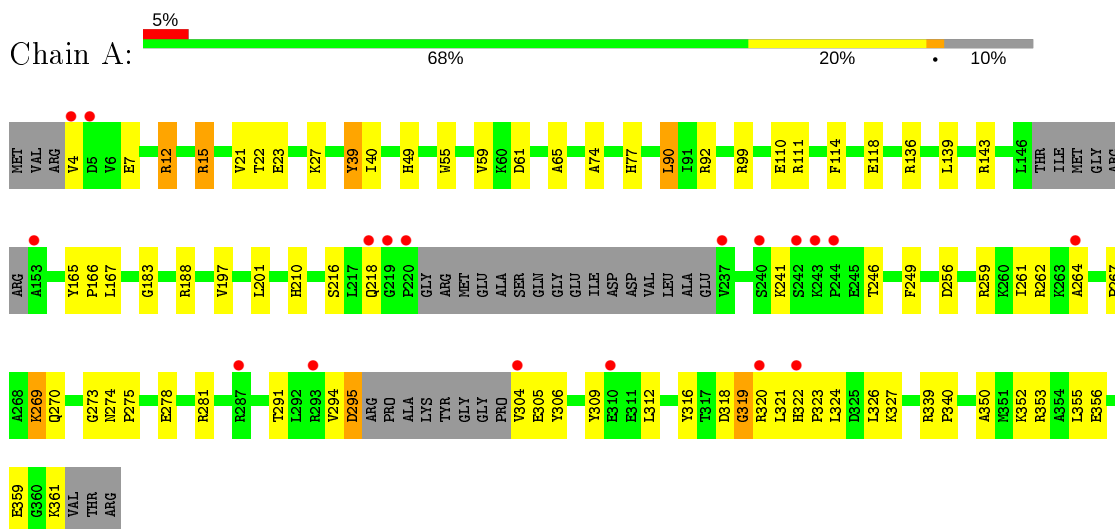 5%
Chain A:
68% 20% • 10%
MET VAL ARG V4 D5 V6 E7 R12 R15 V21 T22 E23 K27 Y39 I40 H49 W55 V59 K60 D61 A65 A74 H77 L90 I91 R92 R99 E110 R111 F114 E118 R136 L139 R143 L146 THR ILE MET GLY ARG
ARG A153 Y165 P166 L167 G183 R188 V197 L201 H210 S216 L217 Q218 G219 P220 GLY ARG MET GLU ALA SER GLN GLY GLU ILE ASP ASP VAL LEU ALA GLU V237 S240 K241 S242 K243 P244 E245 T246 F249 D256 R259 K260 I261 R262 K263 A264
A268 K269 Q270 G273 N274 P275 E278 R281 R287 T291 L292 R293 V294 D295 ARG PRO ALA LYS TYR GLY GLY PRO V304 E305 Y306 Y309 E310 E311 L312 Y316 T317 D318 G319 R320 L321 H322 P323 L324 D325 L326 K327 R339 P340 A350 M351 K352 R353 A354 L355 E356
E359 G360 K361 VAL THR ARG